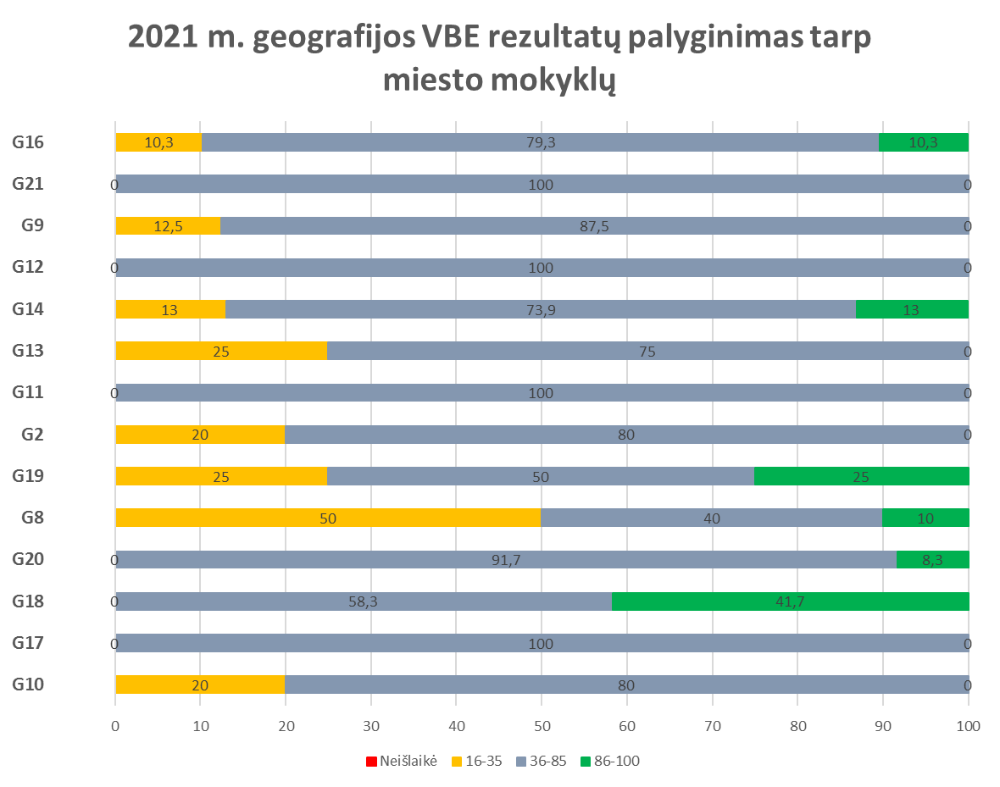 2021 m. geografijos VBE rezultatų palyginimas tarp
miesto mokyklų
G16 10,3 79,3 10,3
G21 0 100 0
G9 12,5 87,5 0
G12 0 100 0
G14 13 73,9 13
G13 25 75 0
G11 0 100 0
G2 20 80 0
G19 25 50 25
G8 50 40 10
G20 0 91,7 8,3
G18 0 58,3 41,7
G17 0 100 0
G10 20 80 0
0 10 20 30 40 50 60 70 80 90 100
Neišlaikė 16-35 36-85 86-100